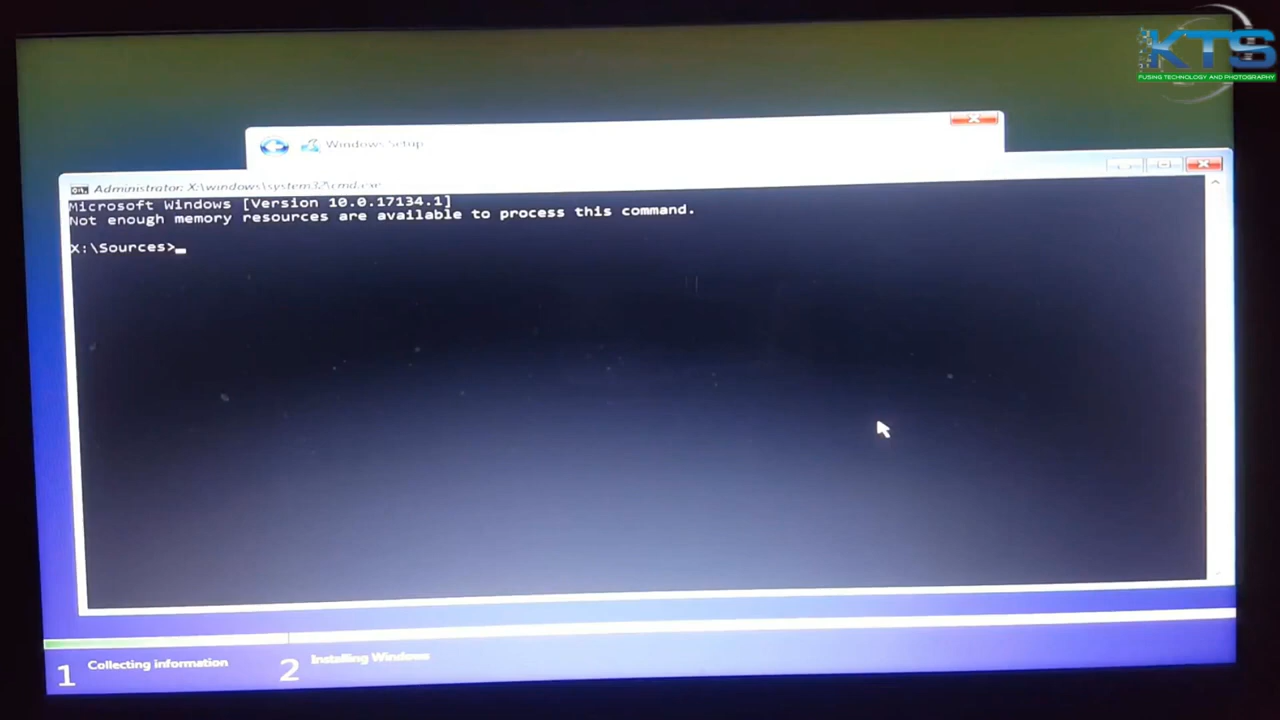 KTS
FUSING TECHNOLOGY AND PHOTOGRAPHY
Windows Setup
Administrator: X:\windows\system32\cmd.exe
Microsoft Windows [Version 10.0.17134.1]
Not enough memory resources are available to process this command.
X:\Sources>
1 Collecting information
2 Installing Windows